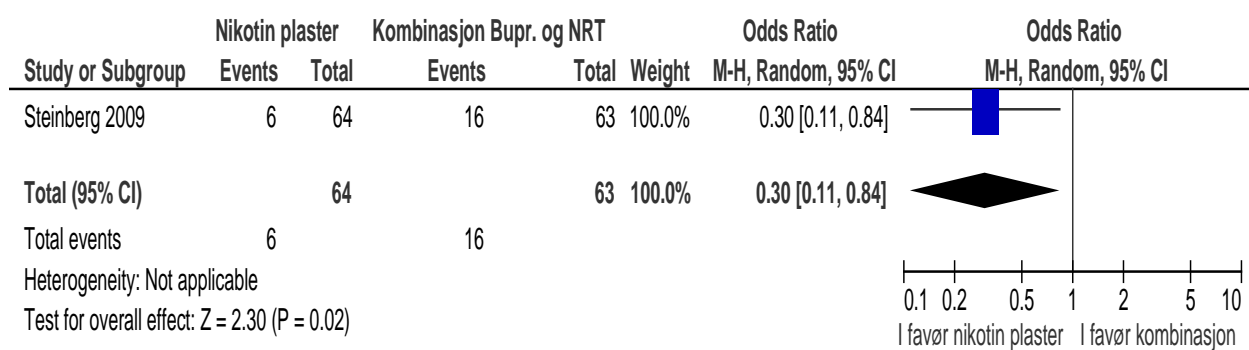 Nikotin plaster Kombinasjon Bupr. og NRT Odds Ratio Odds Ratio
Study or Subgroup Events Total Events Total Weight M-H, Random, 95% CI M-H, Random, 95% CI
Steinberg 2009 6 64 16 63 100.0% 0.30 [0.11, 0.84]
Total (95% CI) 64 63 100.0% 0.30 [0.11, 0.84]
Total events 6 16
Heterogeneity: Not applicable
Test for overall effect: Z = 2.30 (P = 0.02)
0.1 0.2 0.5 1 2 5 10
I favør nikotin plaster I favør kombinasjon